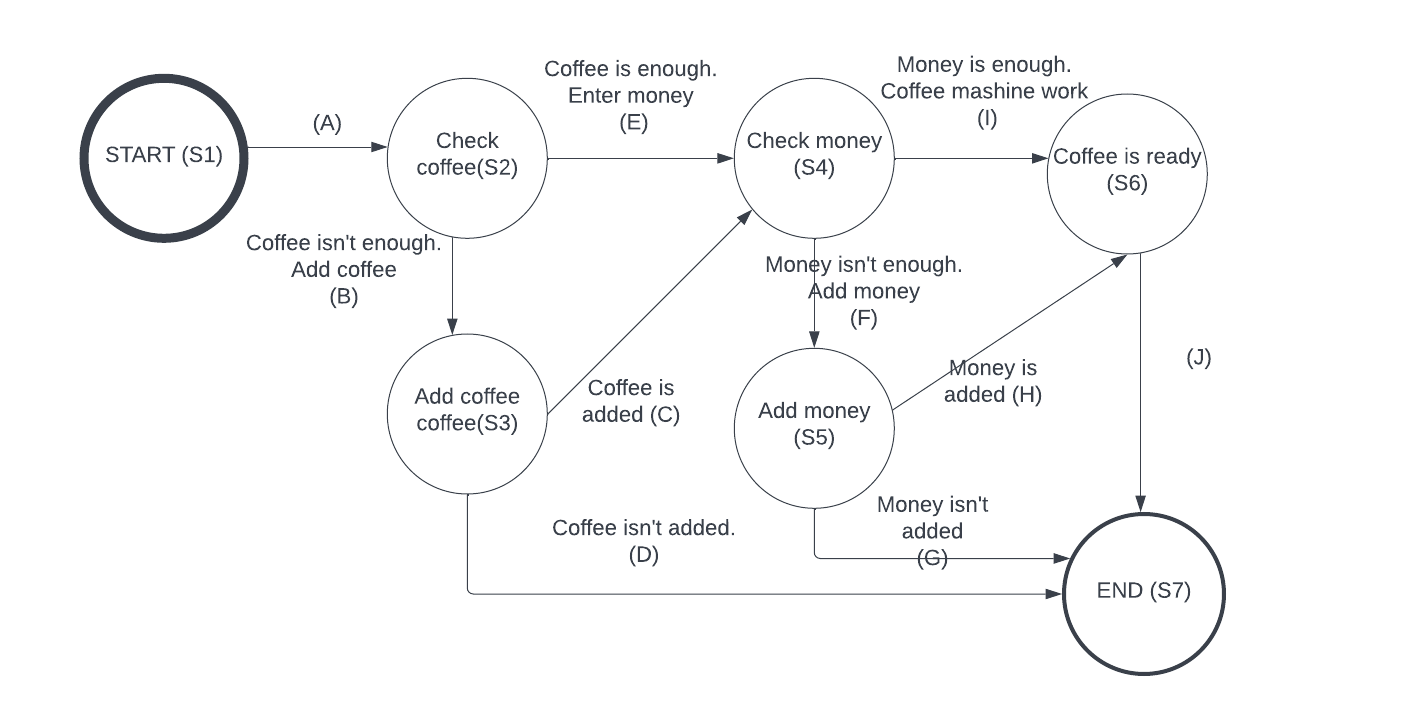 START (S1)
(A)
Check
coffee(S2)
Coffee is enough.
Enter money
(E)
Check money
(S4)
Money is enough.
Coffee mashine work
(I)
Coffee is ready
(S6)
Coffee isn't enough.
Add coffee
(B)
Money isn't enough.
Add money
(F)
Add coffee
coffee(S3)
Coffee is
added (C)
Add money
(S5)
Money is
added (H)
(J)
Coffee isn't added.
(D)
Money isn't
added
(G)
END (S7)